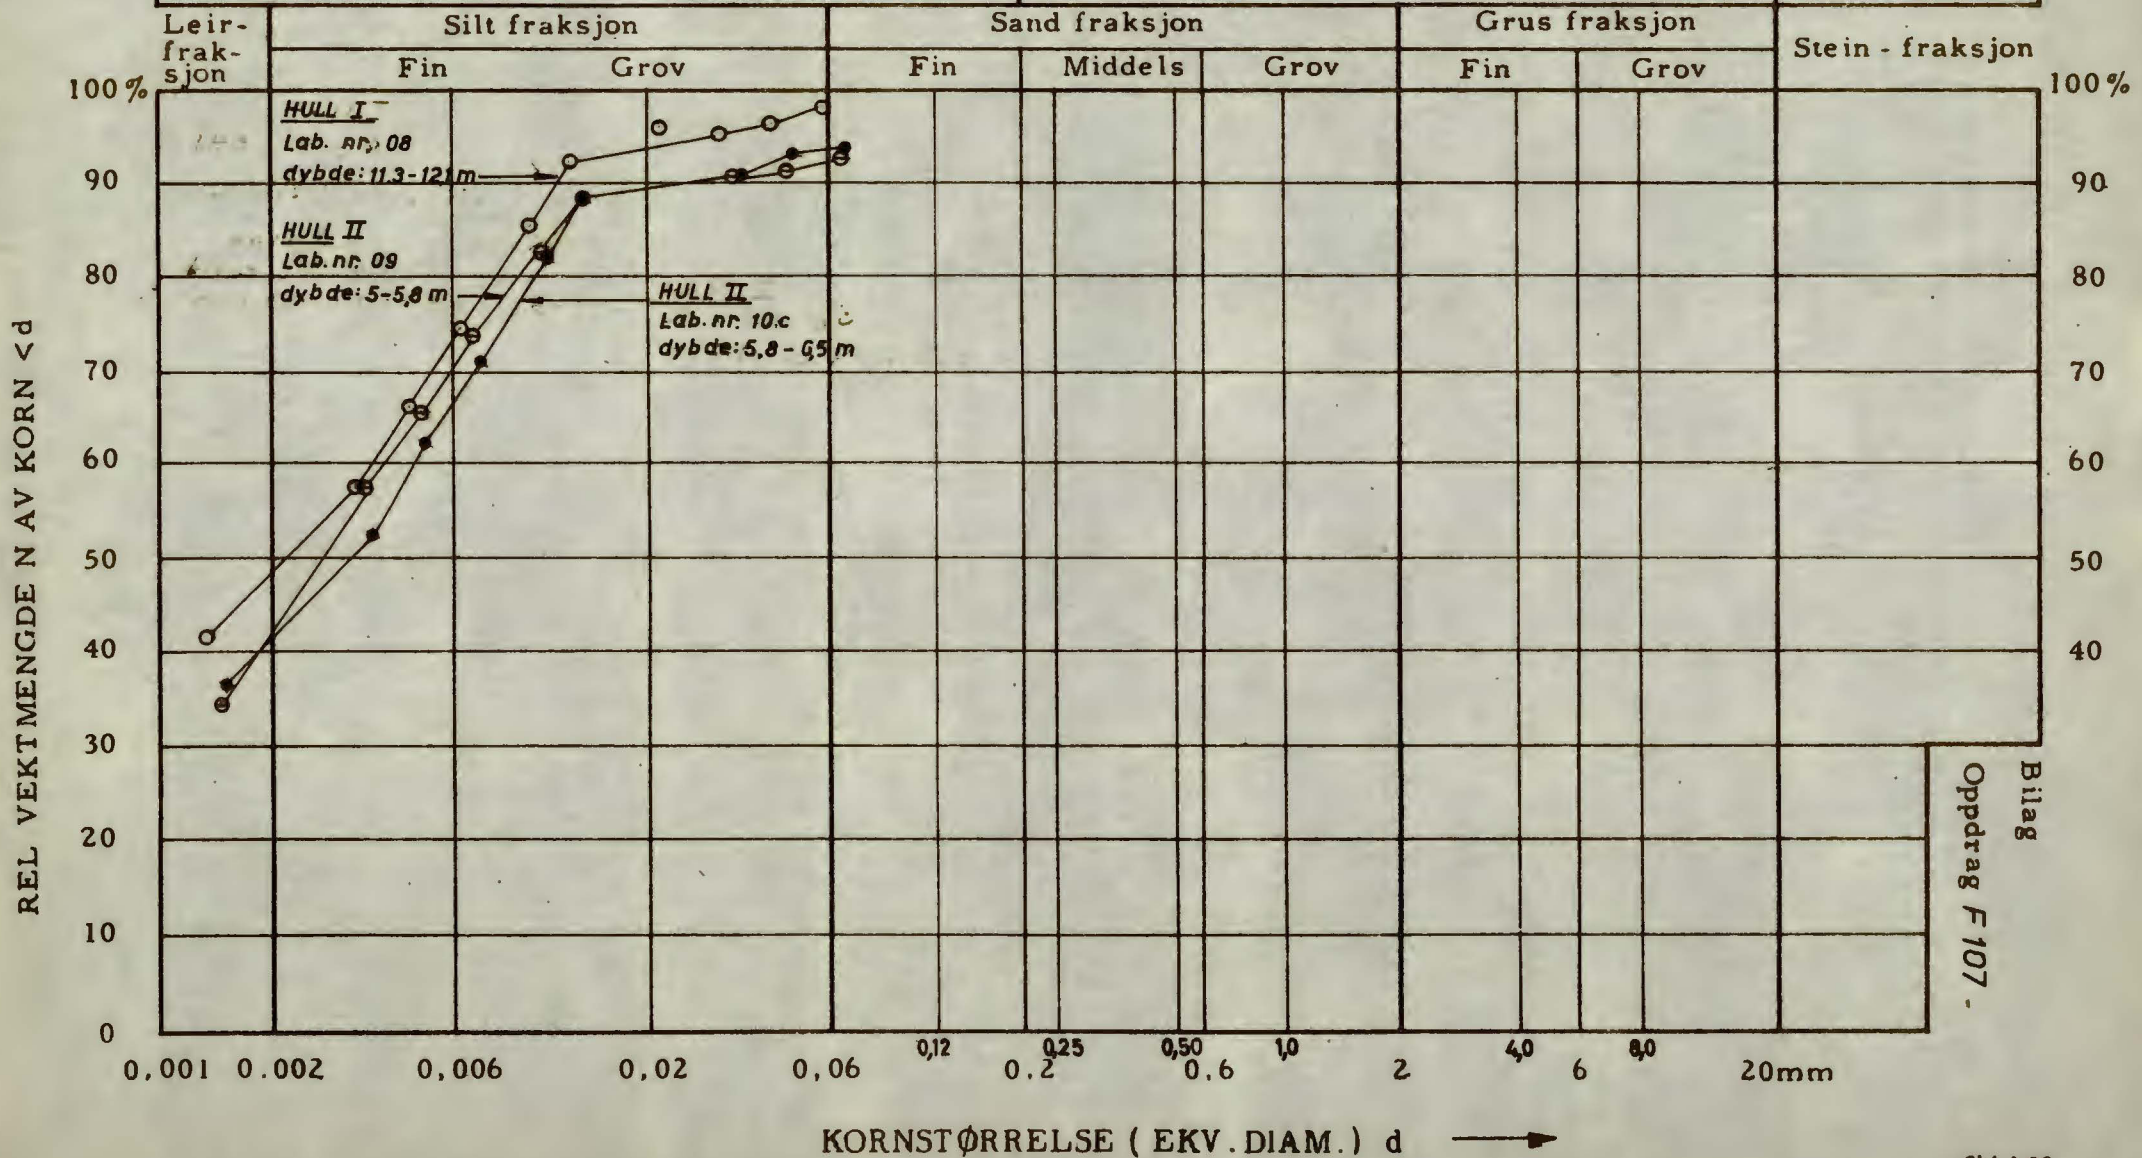 Leir-
frak-
sjon
Silt fraksjon
Sand fraksjon
Grus fraksjon
Stein - fraksjon
Fin
Grov
Fin
Middels
Grov
Fin
Grov
100 %
90
80
70
60
50
40
30
20
10
0
100 %
90
80
70
60
50
40
HULL I
Lab. nr. 08
dybde: 11.3-12,1 m
HULL II
Lab. nr. 09
dybde: 5-5,8 m
HULL II
Lab. nr. 10.c
dybde: 5,8 - 6,5 m
REL VEKTMENGDE N AV KORN < d
Bilag
Oppdrag F 107 -
0,12
0,25
0,50
1,0
4,0
8,0
0.001
0.002
0,006
0,02
0,06
0.2
0.6
2
6
20mm
KORNSTØRRELSE ( EKV. DIAM. ) d